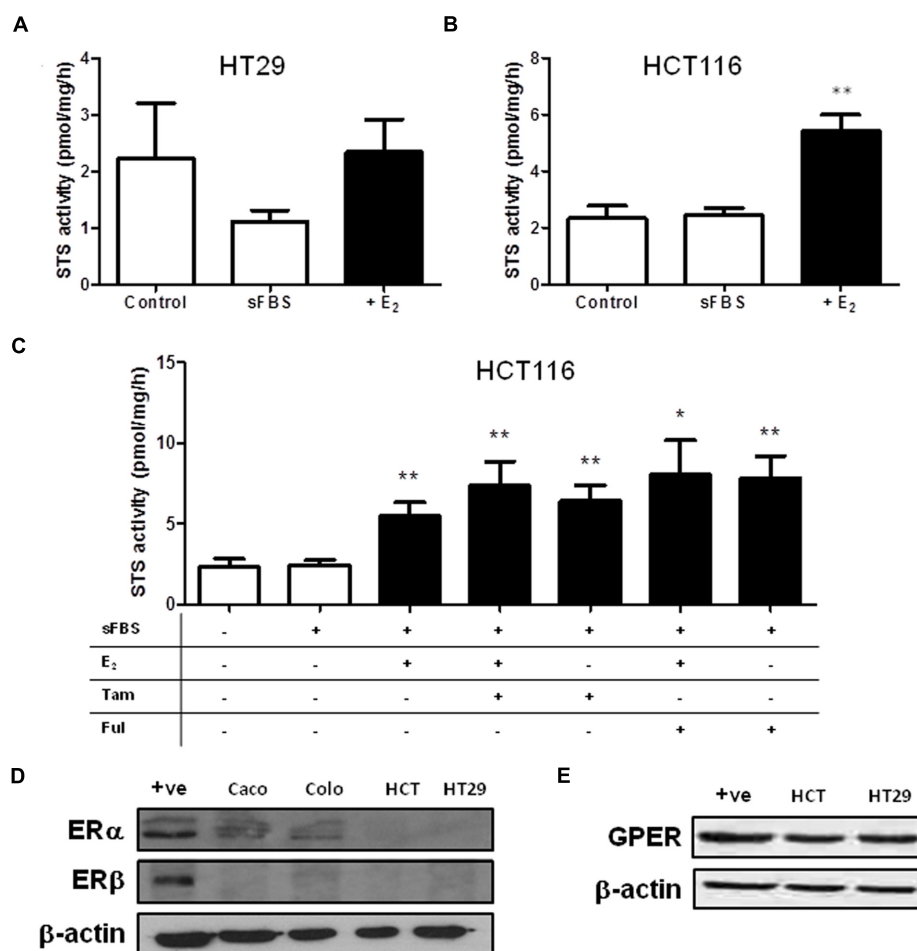 A
HT29
STS activity (pmol/mg/h)
4
3
2
1
0
Control sFBS + E₂
B
HCT116
STS activity (pmol/mg/h)
8
6
4
2
0
**
Control sFBS + E₂
C
HCT116
STS activity (pmol/mg/h)
15
10
5
0
** ** ** * **
sFBS - + + + + + +
E₂ - - + + - + -
Tam - - - + + - -
Ful - - - - - + +
D
+ve Caco Colo HCT HT29
ERα
ERβ
β-actin
E
+ve HCT HT29
GPER
β-actin